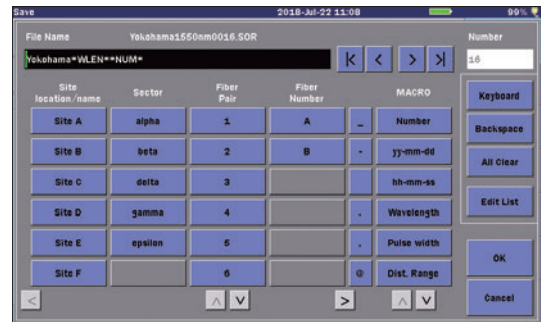 Save 2018-Jul-22 11:08 99%
File Name Yokohama1550nm0016.SOR Number
Yokohama*WLEN**NUM* |< < > >| 16
Site location/name Sector Fiber Pair Fiber Number MACRO Keyboard
Site A alpha 1 A _ Number Backspace
Site B beta 2 B - yy-mm-dd All Clear
Site C delta 3 hh-mm-ss Edit List
Site D gamma 4 . Wavelength
Site E epsilon 5 , Pulse width OK
Site F 6 @ Dist. Range Cancel
< ∧ ∨ > ∧ ∨